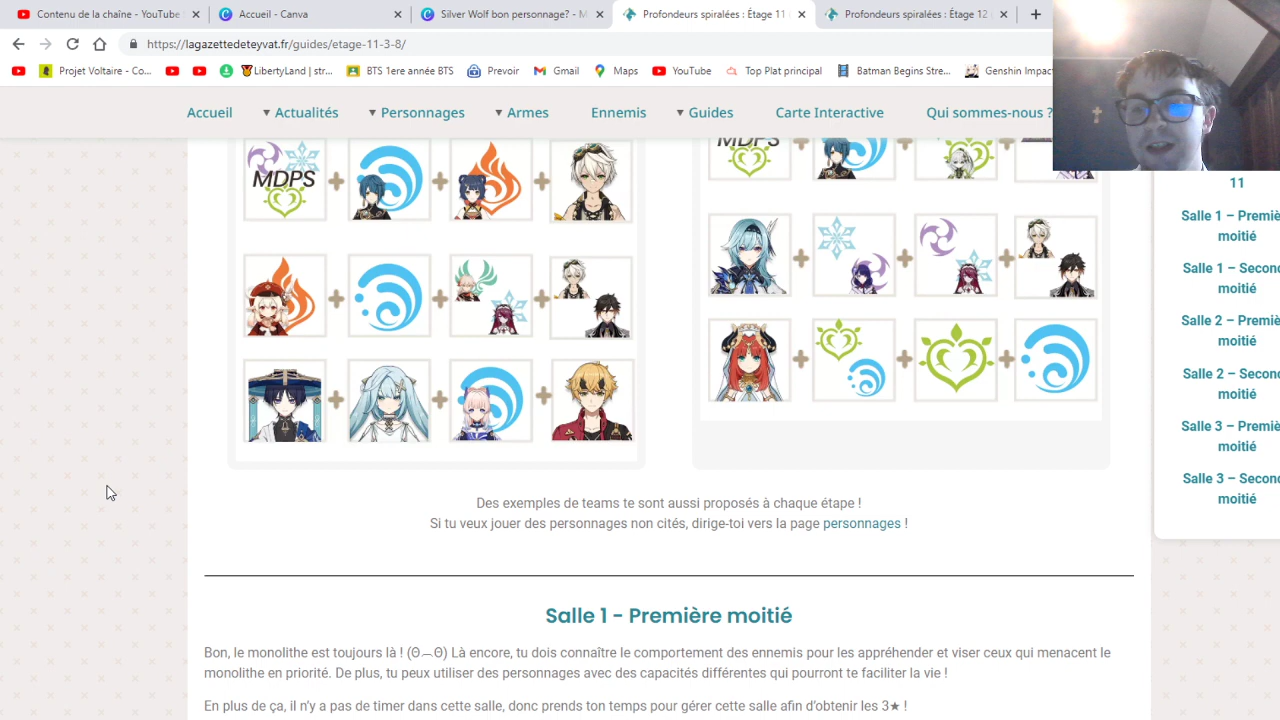 Contenu de la chaîne - YouTube
Accueil - Canva
Silver Wolf bon personnage? - M
Profondeurs spiralées : Étage 11
Profondeurs spiralées : Étage 12
https://lagazettedeteyvat.fr/guides/etage-11-3-8/
Projet Voltaire - Co...
LibertyLand | str...
BTS 1ere année BTS
Prevoir
Gmail
Maps
YouTube
Top Plat principal
Batman Begins Stre...
Genshin Impact
Accueil
Actualités
Personnages
Armes
Ennemis
Guides
Carte Interactive
Qui sommes-nous ?
MDPS
MDPS
11
Salle 1 – Premiè
moitié
Salle 1 – Second
moitié
Salle 2 – Premiè
moitié
Salle 2 – Second
moitié
Salle 3 – Premiè
moitié
Salle 3 – Second
moitié
Des exemples de teams te sont aussi proposés à chaque étape !
Si tu veux jouer des personnages non cités, dirige-toi vers la page personnages !
Salle 1 - Première moitié
Bon, le monolithe est toujours là ! (ʘ︵ʘ) Là encore, tu dois connaître le comportement des ennemis pour les appréhender et viser ceux qui menacent le
monolithe en priorité. De plus, tu peux utiliser des personnages avec des capacités différentes qui pourront te faciliter la vie !
En plus de ça, il n'y a pas de timer dans cette salle, donc prends ton temps pour gérer cette salle afin d'obtenir les 3★ !